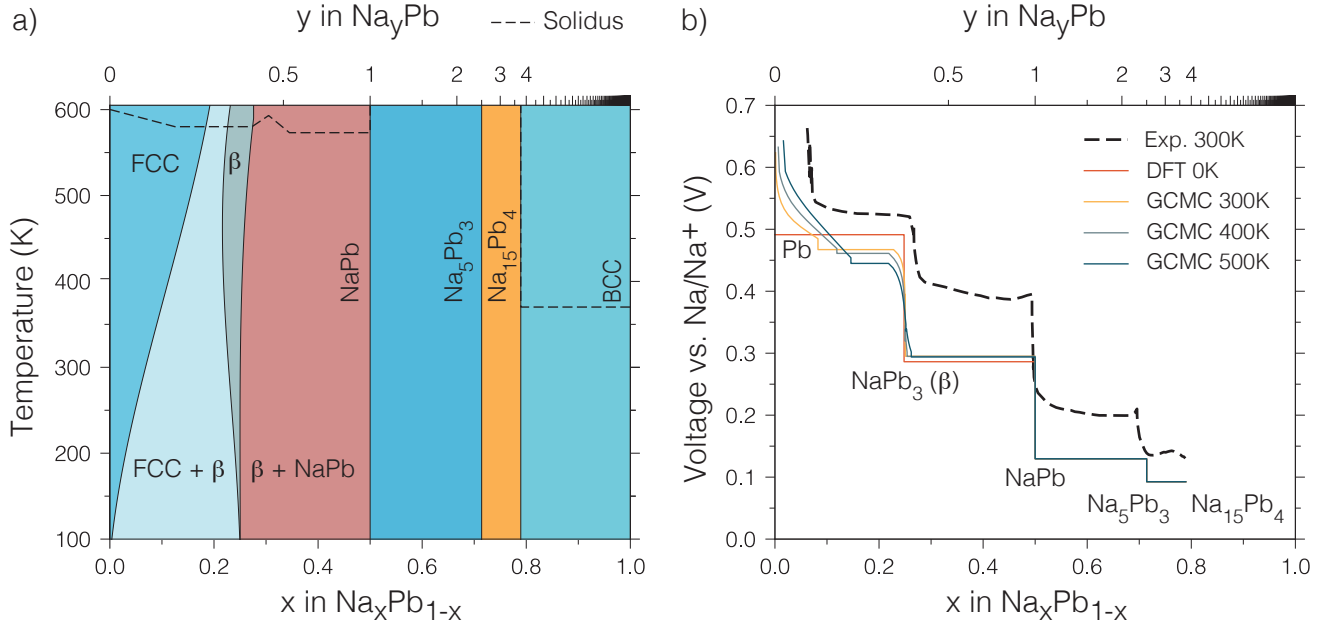 a)
y in NaᵧPb
Solidus
0
0.5
1
2
3
4
600
500
400
300
200
100
Temperature (K)
FCC
β
FCC + β
β + NaPb
NaPb
Na₅Pb₃
Na₁₅Pb₄
BCC
0.0
0.2
0.4
0.6
0.8
1.0
x in NaₓPb₁₋ₓ
b)
y in NaᵧPb
0
0.5
1
2
3
4
0.7
0.6
0.5
0.4
0.3
0.2
0.1
0.0
Voltage vs. Na/Na⁺ (V)
Exp. 300K
DFT 0K
GCMC 300K
GCMC 400K
GCMC 500K
Pb
NaPb₃ (β)
NaPb
Na₅Pb₃
Na₁₅Pb₄
0.0
0.2
0.4
0.6
0.8
1.0
x in NaₓPb₁₋ₓ